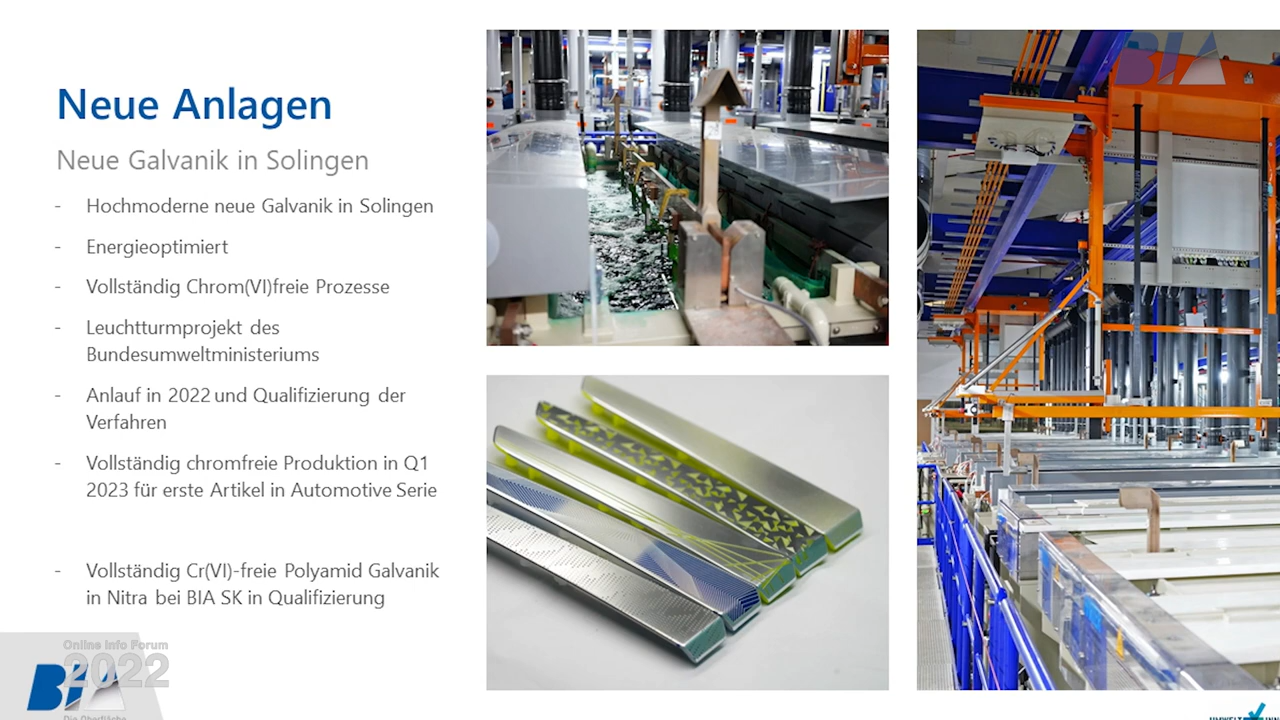 Neue Anlagen
Neue Galvanik in Solingen
- Hochmoderne neue Galvanik in Solingen
- Energieoptimiert
- Vollständig Chrom(VI)freie Prozesse
- Leuchtturmprojekt des
Bundesumweltministeriums
- Anlauf in 2022 und Qualifizierung der
Verfahren
- Vollständig chromfreie Produktion in Q1
2023 für erste Artikel in Automotive Serie
- Vollständig Cr(VI)-freie Polyamid Galvanik
in Nitra bei BIA SK in Qualifizierung
Online Info Forum
2022
BIA
Die Oberfläche
BIA